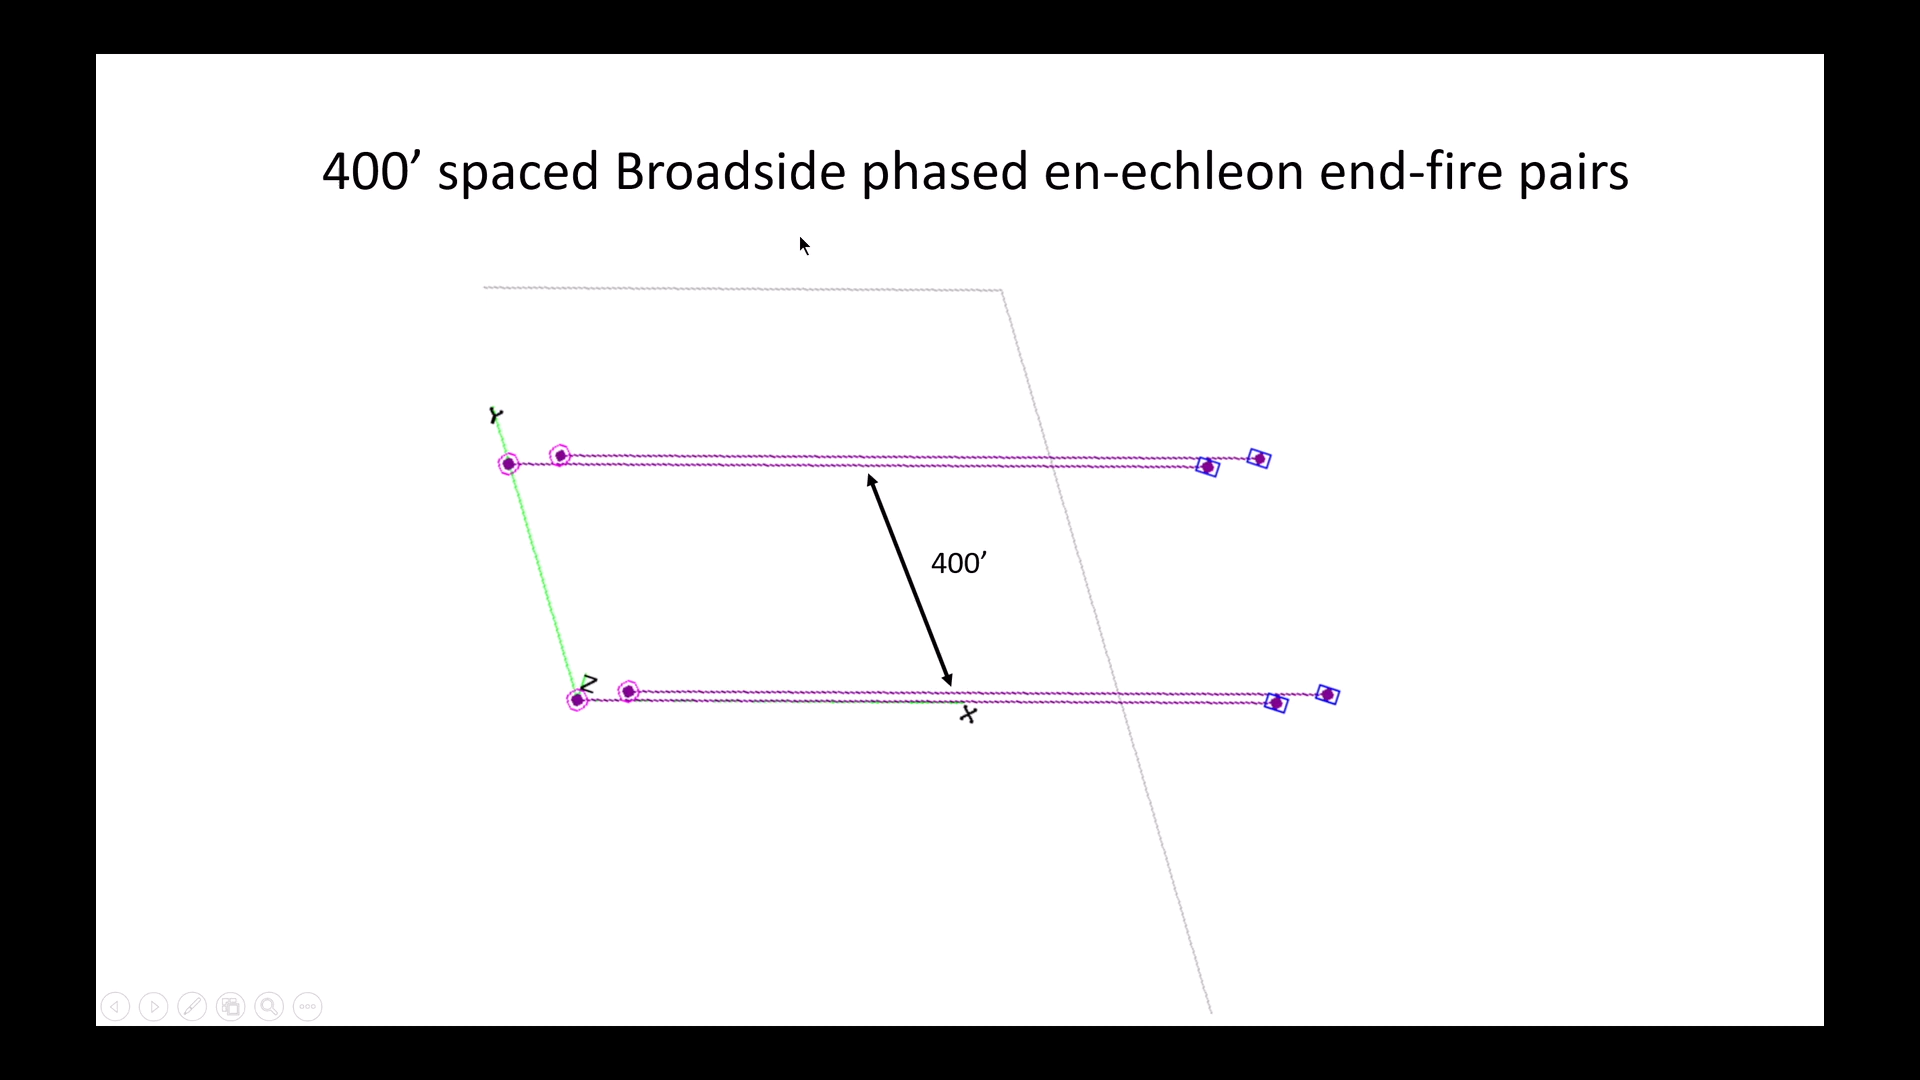 400’ spaced Broadside phased en-echleon end-fire pairs
Y
400’
Z
X